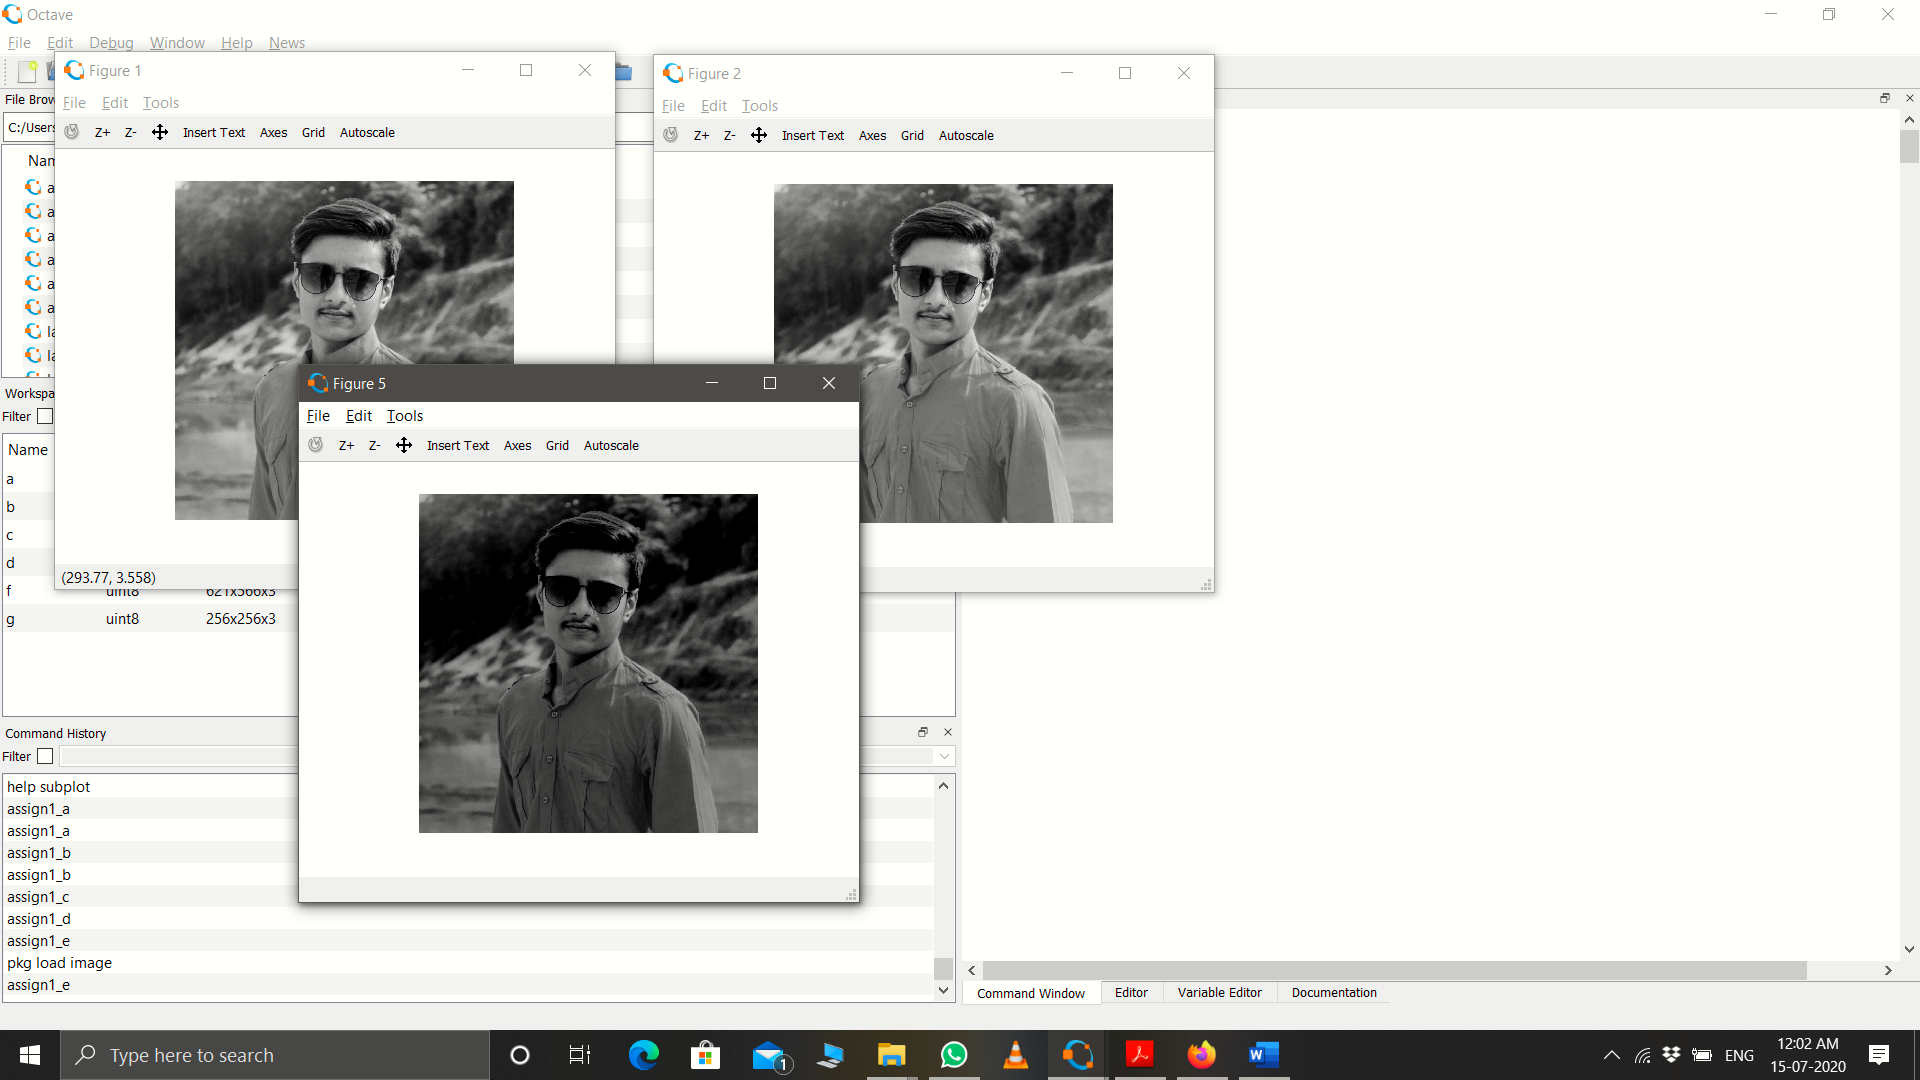 Octave
File Edit Debug Window Help News
Figure 1
File Edit Tools
Z+ Z- Insert Text Axes Grid Autoscale
(293.77, 3.558)
Figure 2
File Edit Tools
Z+ Z- Insert Text Axes Grid Autoscale
Figure 5
File Edit Tools
Z+ Z- Insert Text Axes Grid Autoscale
File Brow
C:/Users
Nam
a
a
a
a
a
a
la
la
Workspa
Filter
Name
a
b
c
d
f uint8 621x566x3
g uint8 256x256x3
Command History
Filter
help subplot
assign1_a
assign1_a
assign1_b
assign1_b
assign1_c
assign1_d
assign1_e
pkg load image
assign1_e
Command Window Editor Variable Editor Documentation
Type here to search
1
ENG
12:02 AM
15-07-2020